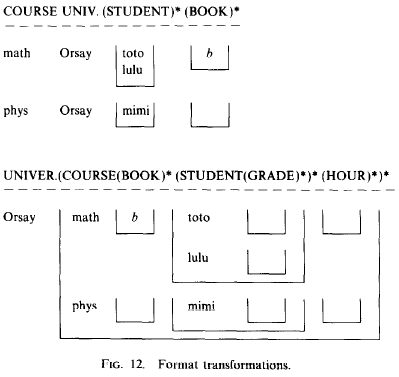 COURSE UNIV. (STUDENT)* (BOOK)*
math Orsay toto b
lulu
phys Orsay mimi
UNIVER.(COURSE(BOOK)* (STUDENT(GRADE)*)* (HOUR)*)*
Orsay math b toto
lulu
phys mimi
FIG. 12. Format transformations.